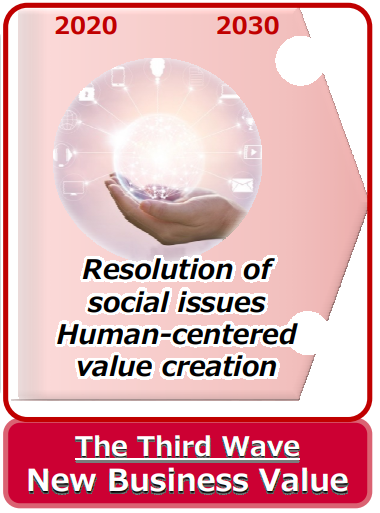 2020 2030
Resolution of
social issues
Human-centered
value creation
The Third Wave
New Business Value